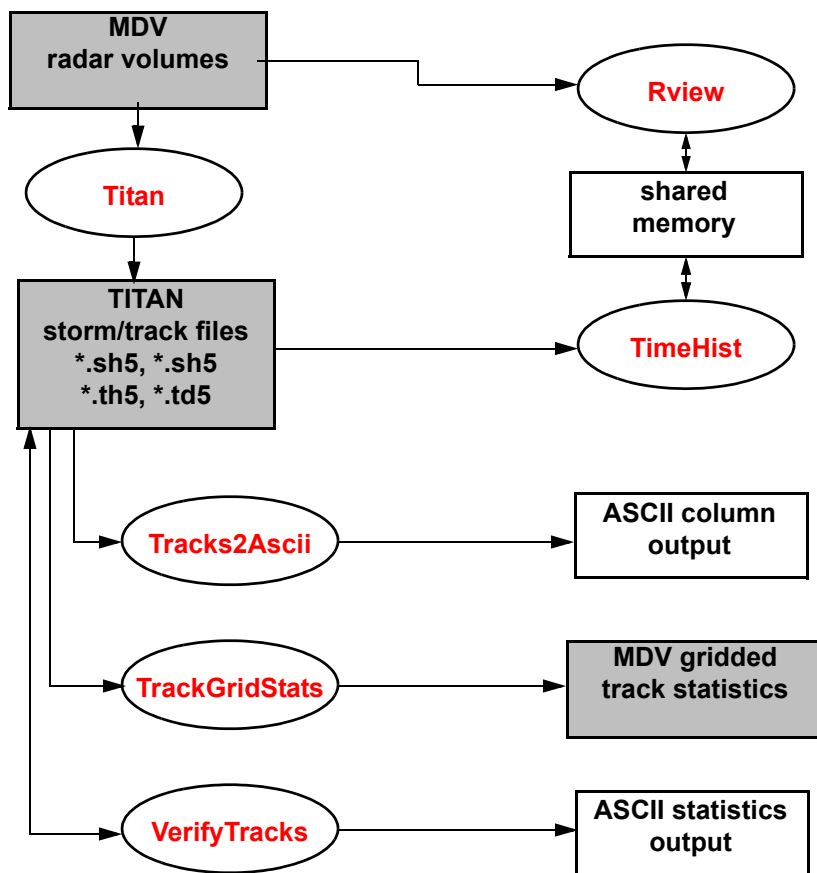 MDV
radar volumes
Rview
Titan
shared
memory
TITAN
storm/track files
*.sh5, *.sh5
*.th5, *.td5
TimeHist
Tracks2Ascii
ASCII column
output
TrackGridStats
MDV gridded
track statistics
VerifyTracks
ASCII statistics
output